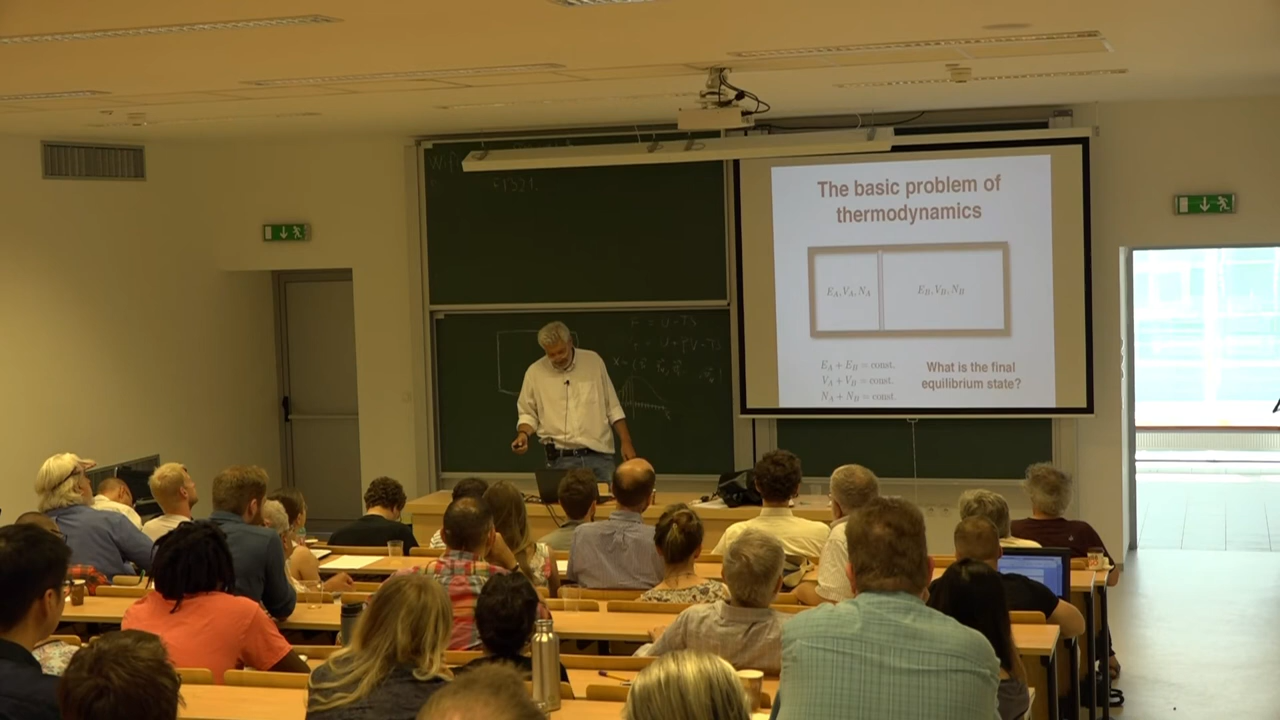 The basic problem of
thermodynamics
E_A, V_A, N_A
E_B, V_B, N_B
E_A + E_B = const.
V_A + V_B = const.
N_A + N_B = const.
What is the final
equilibrium state?
F = U - TS